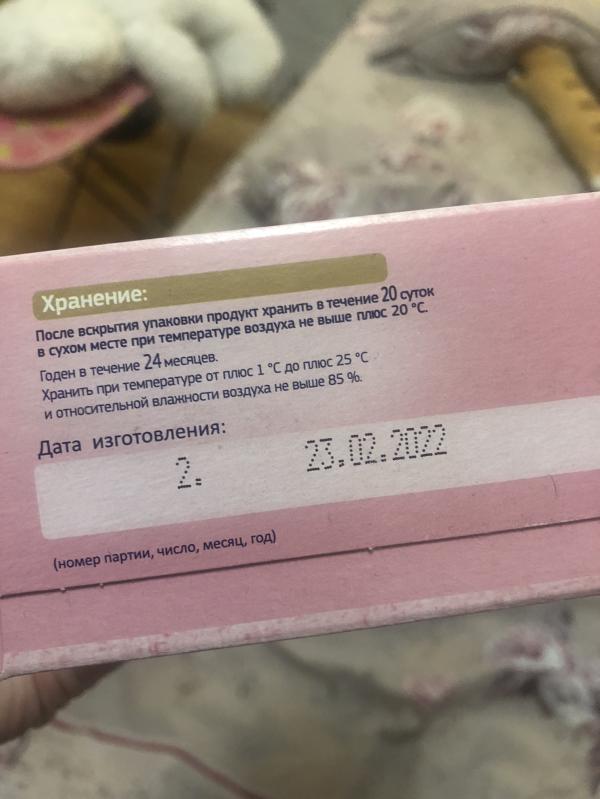 Хранение:
После вскрытия упаковки продукт хранить в течение 20 суток
в сухом месте при температуре воздуха не выше плюс 20 °С.
Годен в течение 24 месяцев.
Хранить при температуре от плюс 1 °С до плюс 25 °С
и относительной влажности воздуха не выше 85 %.
Дата изготовления:
2. 23.02.2022
(номер партии, число, месяц, год)